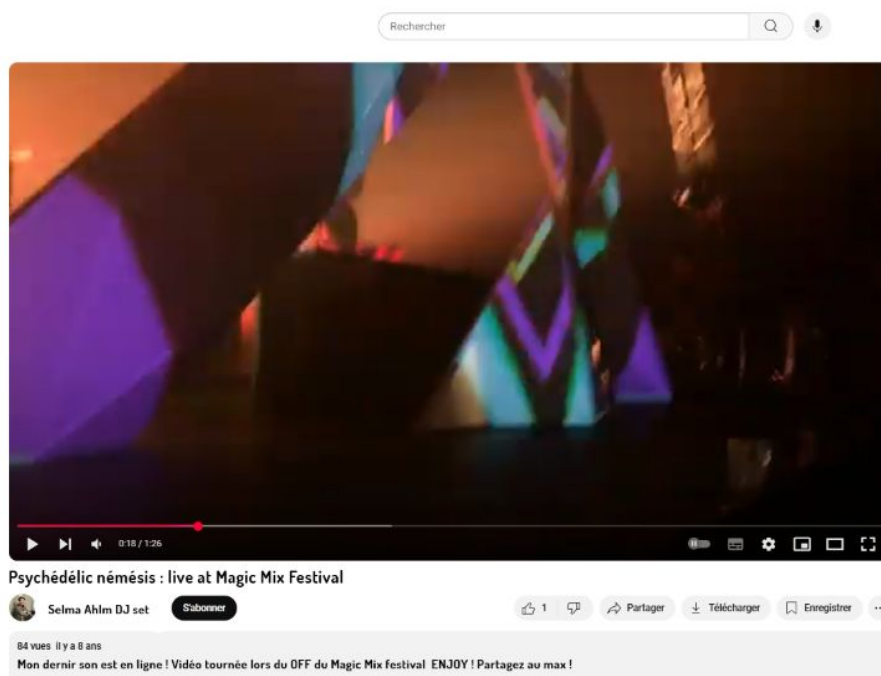 Rechercher
0:18 / 1:26
Psychédélic némésis : live at Magic Mix Festival
Selma Ahlm DJ set
S'abonner
1
Partager
Télécharger
Enregistrer
84 vues il y a 8 ans
Mon dernir son est en ligne ! Vidéo tournée lors du OFF du Magic Mix festival ENJOY ! Partagez au max !